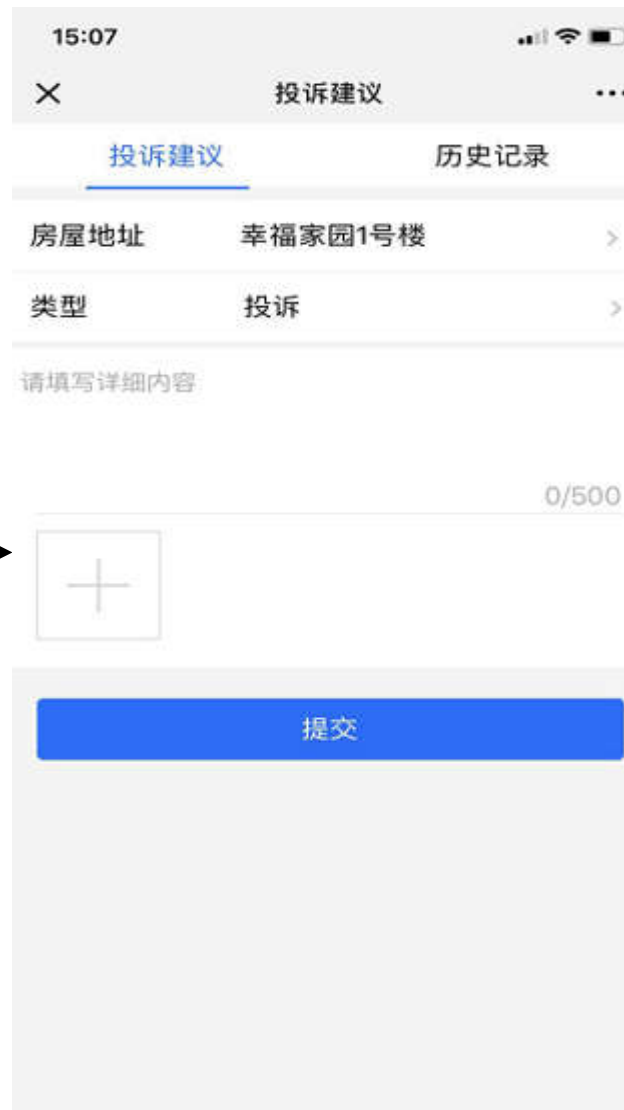 15:07
投诉建议
投诉建议 历史记录
房屋地址 幸福家园1号楼
类型 投诉
请填写详细内容
0/500
提交